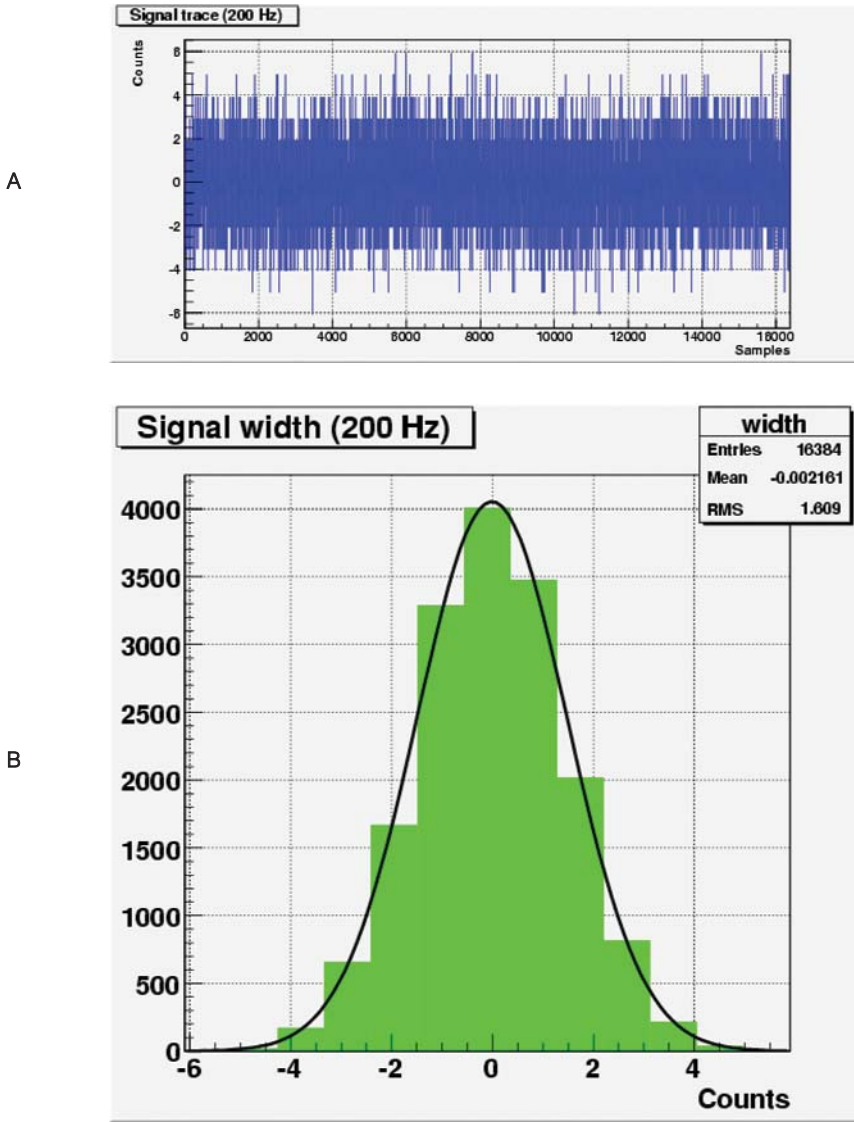 Signal trace (200 Hz)
Counts
6
4
2
0
-2
-4
-6
0 2000 4000 6000 8000 10000 12000 14000 16000
Samples
A
Signal width (200 Hz)
width
Entries 16384
Mean -0.002161
RMS 1.609
4000
3500
3000
2500
2000
1500
1000
500
0
-6 -4 -2 0 2 4
Counts
B